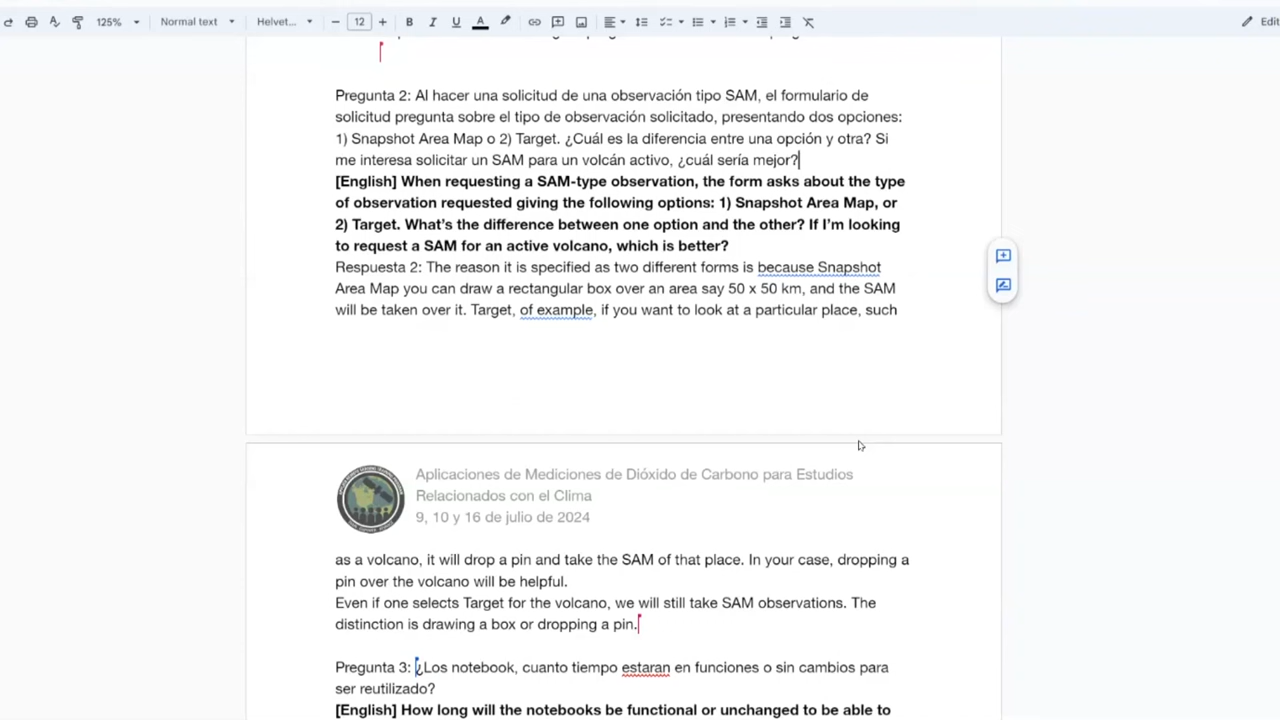 125%
Normal text
Helvet...
12
B I U A
Edit
Pregunta 2: Al hacer una solicitud de una observación tipo SAM, el formulario de
solicitud pregunta sobre el tipo de observación solicitado, presentando dos opciones:
1) Snapshot Area Map o 2) Target. ¿Cuál es la diferencia entre una opción y otra? Si
me interesa solicitar un SAM para un volcán activo, ¿cuál sería mejor?
[English] When requesting a SAM-type observation, the form asks about the type
of observation requested giving the following options: 1) Snapshot Area Map, or
2) Target. What's the difference between one option and the other? If I'm looking
to request a SAM for an active volcano, which is better?
Respuesta 2: The reason it is specified as two different forms is because Snapshot
Area Map you can draw a rectangular box over an area say 50 x 50 km, and the SAM
will be taken over it. Target, of example, if you want to look at a particular place, such
Aplicaciones de Mediciones de Dióxido de Carbono para Estudios
Relacionados con el Clima
9, 10 y 16 de julio de 2024
as a volcano, it will drop a pin and take the SAM of that place. In your case, dropping a
pin over the volcano will be helpful.
Even if one selects Target for the volcano, we will still take SAM observations. The
distinction is drawing a box or dropping a pin.
Pregunta 3: ¿Los notebook, cuanto tiempo estaran en funciones o sin cambios para
ser reutilizado?
[English] How long will the notebooks be functional or unchanged to be able to